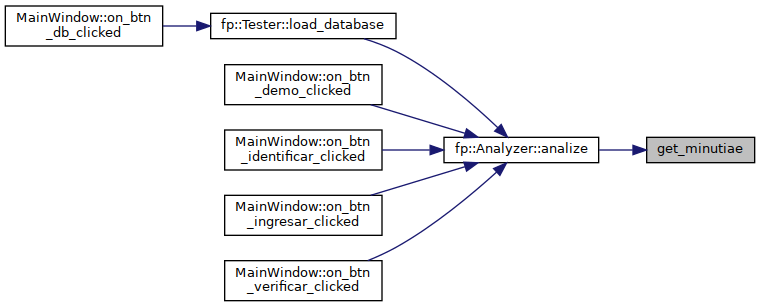 MainWindow::on_btn
_db_clicked
fp::Tester::load_database
MainWindow::on_btn
_demo_clicked
MainWindow::on_btn
_identificar_clicked
fp::Analyzer::analize
get_minutiae
MainWindow::on_btn
_ingresar_clicked
MainWindow::on_btn
_verificar_clicked